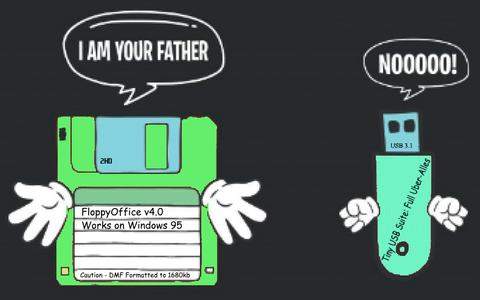 I AM YOUR FATHER
NOOOOO!
2HD
USB 3.1
FloppyOffice v4.0
Works on Windows 95
Caution - DMF Formatted to 1680kb
Tiny USB Suite: Full Uber-Alles